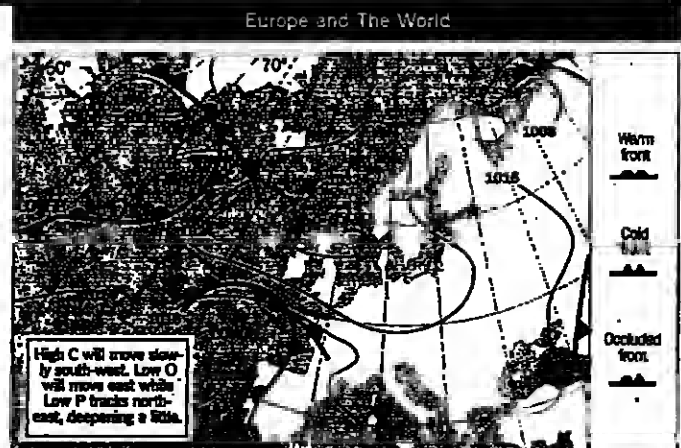 Europe and The World
60°
70°
1008
1016
Warm
front
Cold
front
Occluded
front
High C will move slow-
ly south-west. Low O
will move east while
Low P tracks north-
east, deepening a little.